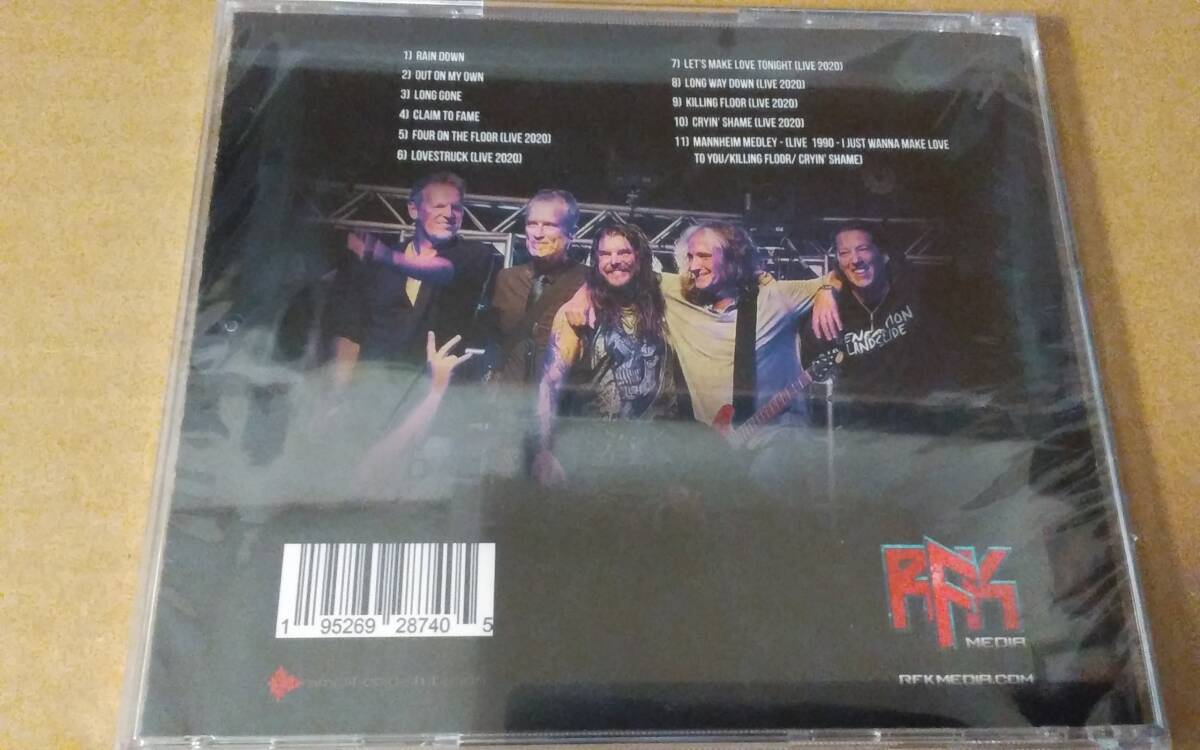 1) RAIN DOWN
2) OUT ON MY OWN
3) LONG GONE
4) CLAIM TO FAME
5) FOUR ON THE FLOOR (LIVE 2020)
6) LOVESTRUCK (LIVE 2020)
7) LET'S MAKE LOVE TONIGHT (LIVE 2020)
8) LONG WAY DOWN (LIVE 2020)
9) KILLING FLOOR (LIVE 2020)
10) CRYIN' SHAME (LIVE 2020)
11) MANNHEIM MEDLEY - (LIVE 1990 - I JUST WANNA MAKE LOVE
TO YOU/KILLING FLOOR/ CRYIN' SHAME)
LANDSLIDE
1 95269 28740 5
RFK
MEDIA
RFKMEDIA.COM